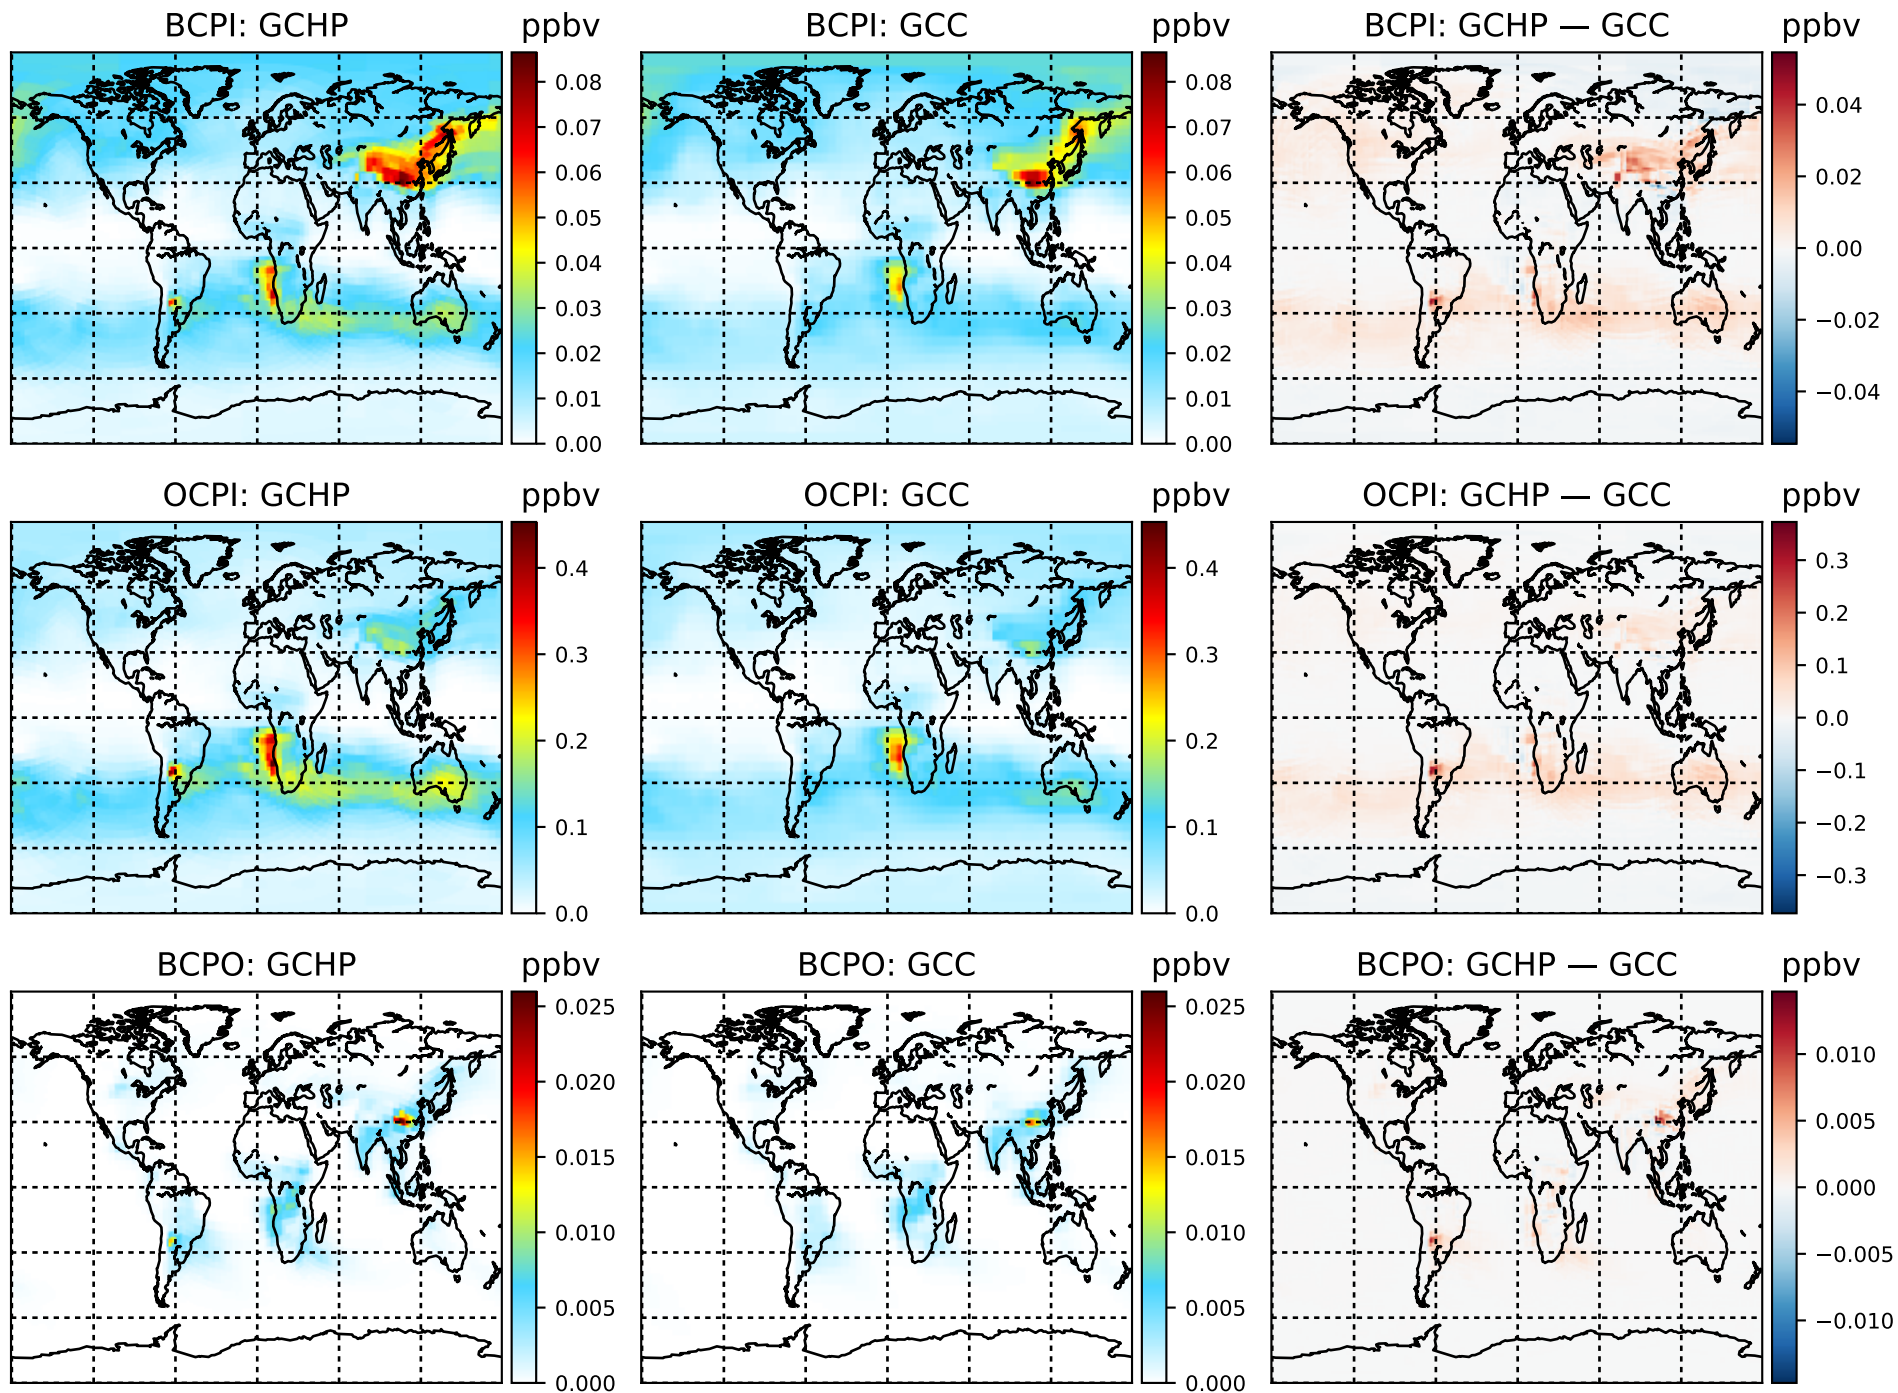 BCPI: GCHP ppbv BCPI: GCC ppbv BCPI: GCHP — GCC ppbv
0.08 0.08 0.04
0.07 0.07
0.06 0.06 0.02
0.05 0.05
0.04 0.04 0.00
0.03 0.03
0.02 0.02 −0.02
0.01 0.01 −0.04
0.00 0.00
OCPI: GCHP ppbv OCPI: GCC ppbv OCPI: GCHP — GCC ppbv
0.4 0.4 0.3
0.3 0.3 0.2
0.1
0.2 0.2 0.0
−0.1
0.1 0.1 −0.2
−0.3
0.0 0.0
BCPO: GCHP ppbv BCPO: GCC ppbv BCPO: GCHP — GCC ppbv
0.025 0.025
0.010
0.020 0.020
0.005
0.015 0.015
0.000
0.010 0.010
−0.005
0.005 0.005
−0.010
0.000 0.000